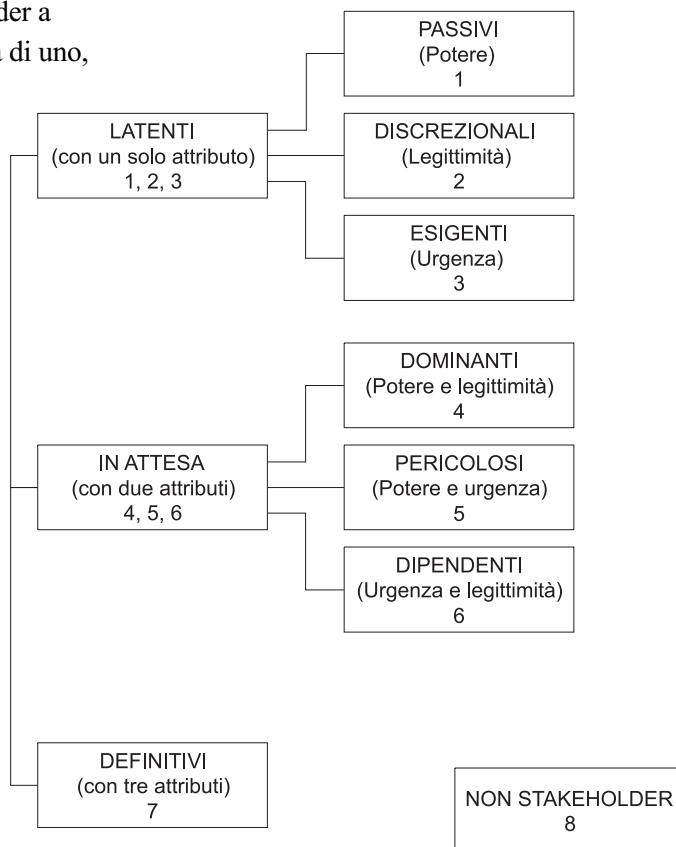 der a
a di uno,
PASSIVI
(Potere)
1
LATENTI
(con un solo attributo)
1, 2, 3
DISCREZIONALI
(Legittimità)
2
ESIGENTI
(Urgenza)
3
DOMINANTI
(Potere e legittimità)
4
IN ATTESA
(con due attributi)
4, 5, 6
PERICOLOSI
(Potere e urgenza)
5
DIPENDENTI
(Urgenza e legittimità)
6
DEFINITIVI
(con tre attributi)
7
NON STAKEHOLDER
8